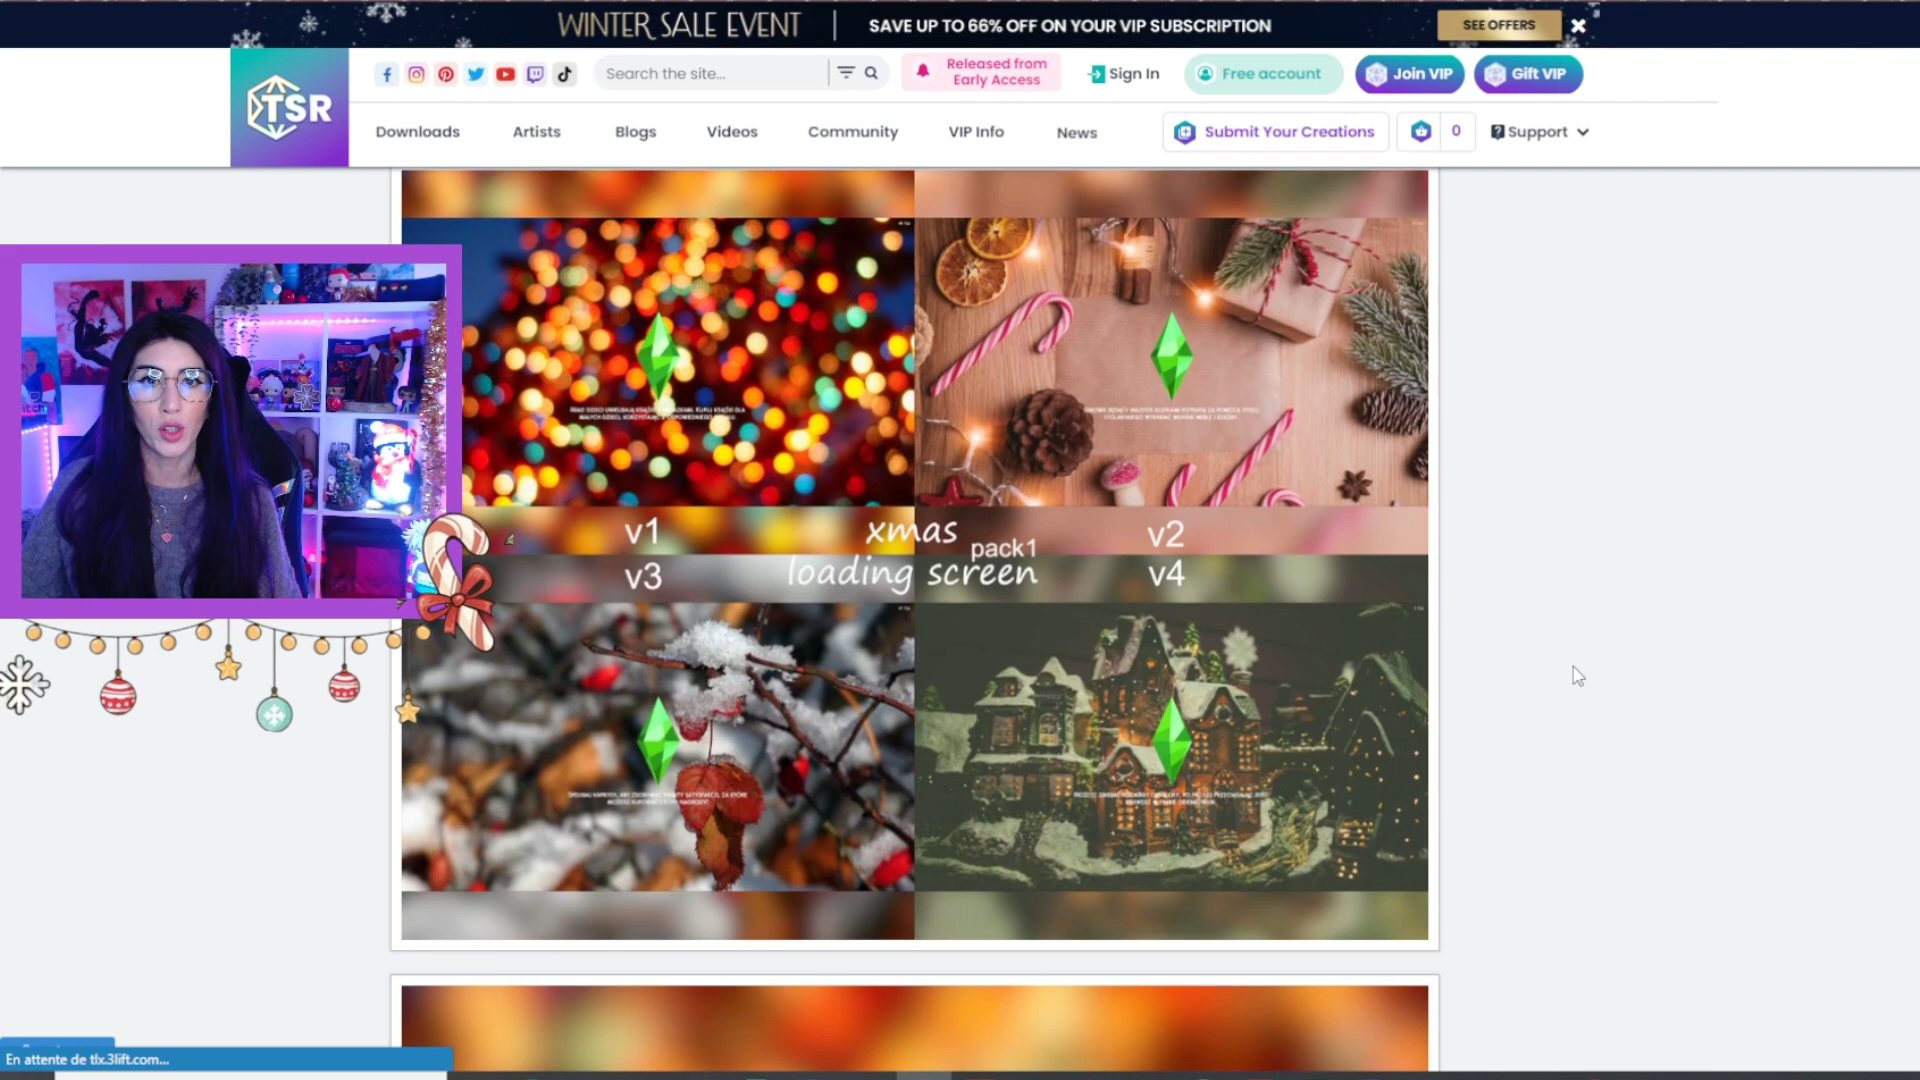 WINTER SALE EVENT
SAVE UP TO 66% OFF ON YOUR VIP SUBSCRIPTION
SEE OFFERS
TSR
Search the site...
Released from
Early Access
Sign In
Free account
Join VIP
Gift VIP
Downloads
Artists
Blogs
Videos
Community
VIP Info
News
Submit Your Creations
0
Support
v1
xmas
pack1
v2
v3
loading screen
v4
En attente de tlx.3lift.com...